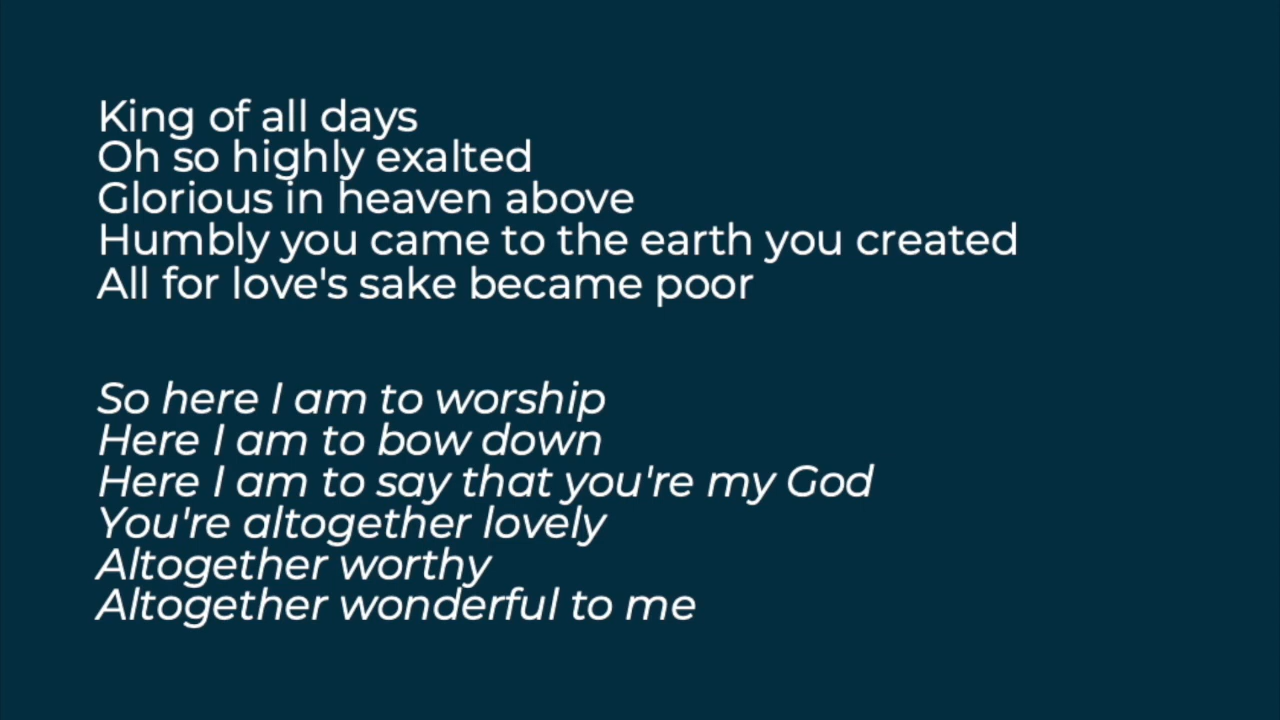 King of all days
Oh so highly exalted
Glorious in heaven above
Humbly you came to the earth you created
All for love's sake became poor
So here I am to worship
Here I am to bow down
Here I am to say that you're my God
You're altogether lovely
Altogether worthy
Altogether wonderful to me